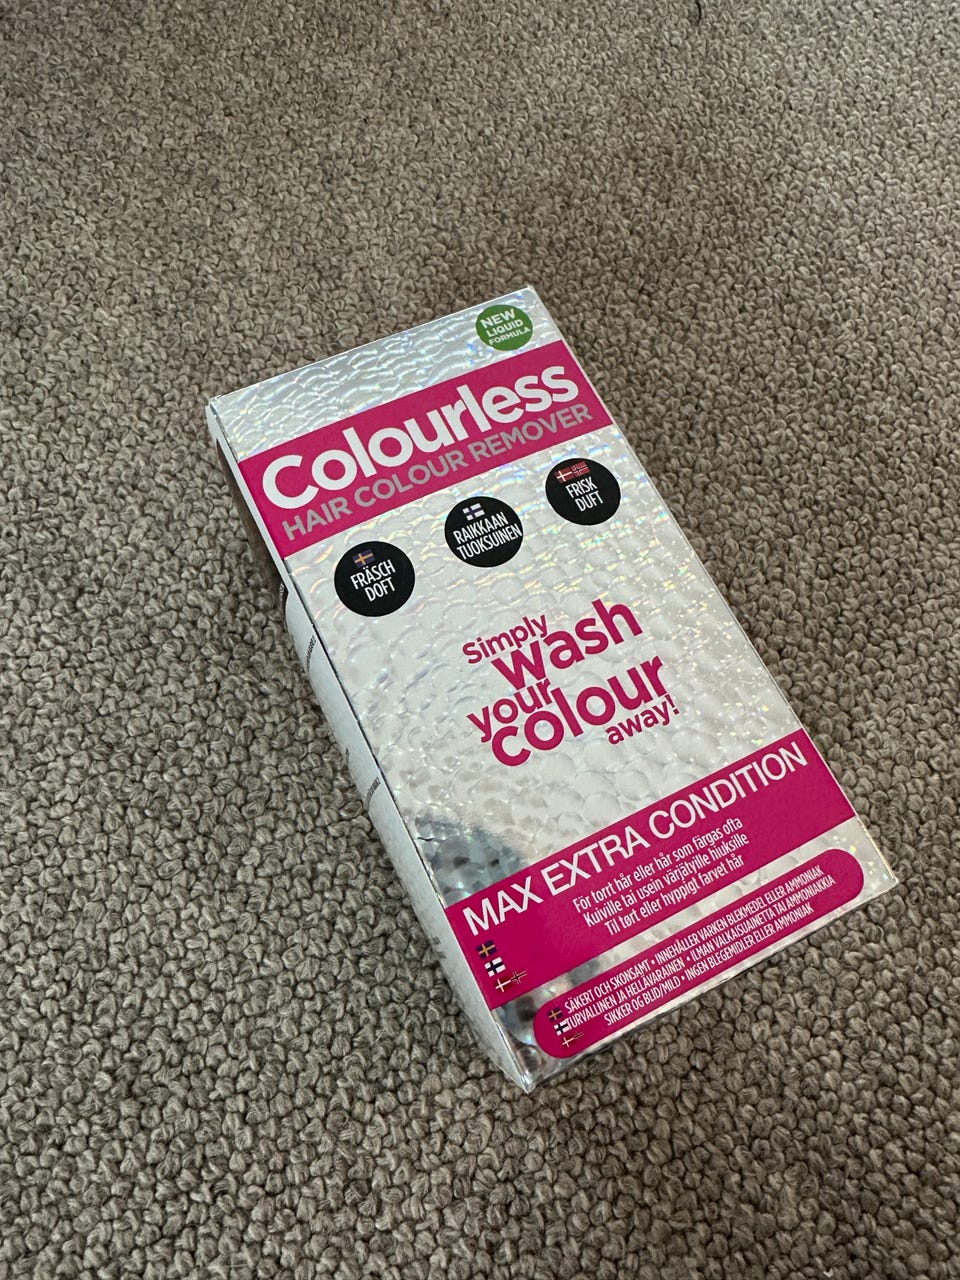 NEW
LIQUID
FORMULA
Colourless
HAIR COLOUR REMOVER
FRÄSCH
DOFT
RAIKKAAN
TUOKSUINEN
FRISK
DUFT
Simply
wash
your
colour
away!
MAX EXTRA CONDITION
För torrt hår eller hår som färgas ofta
Kuiville tai usein värjätyille hiuksille
Til tørt eller hyppigt farvet hår
SÄKERT OCH SKONSAMT • INNEHÅLLER VARKEN BLEKMEDEL ELLER AMMONIAK
TURVALLINEN JA HELLÄVARAINEN • ILMAN VALKAISUAINETTA TAI AMMONIAKKIA
SIKKER OG BLID/MILD • INGEN BLEGEMIDLER ELLER AMMONIAK